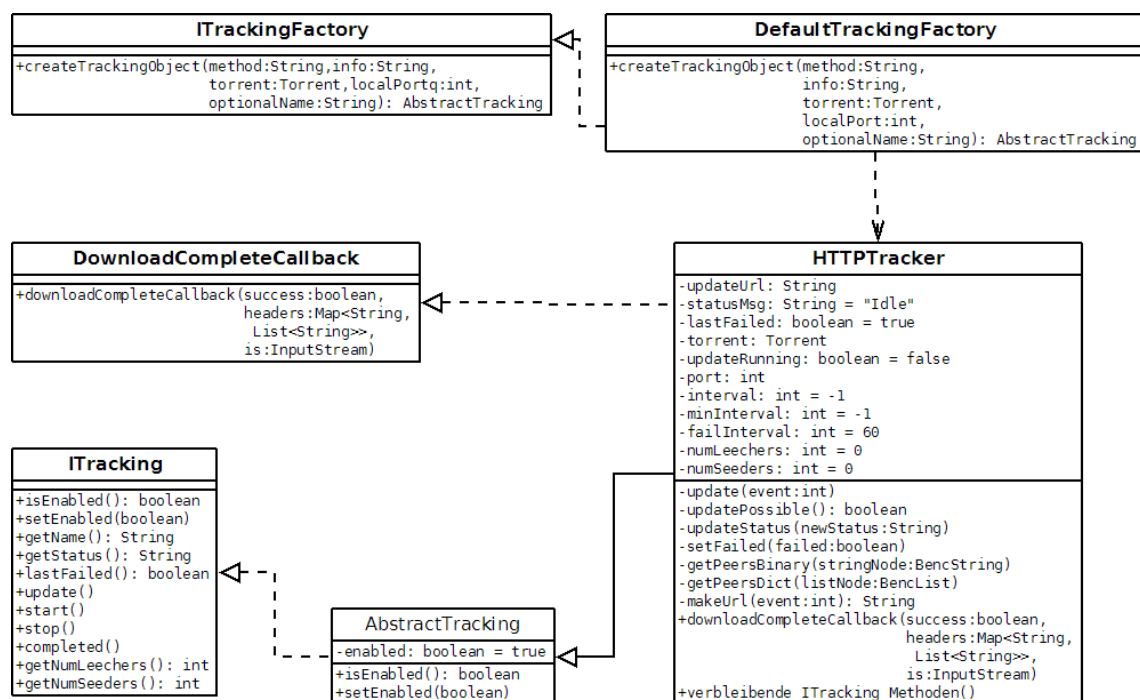 ITrackingFactory
+createTrackingObject(method:String,info:String,
torrent:Torrent,localPortq:int,
optionalName:String): AbstractTracking
DefaultTrackingFactory
+createTrackingObject(method:String,
info:String,
torrent:Torrent,
localPort:int,
optionalName:String): AbstractTracking
DownloadCompleteCallback
+downloadCompleteCallback(success:boolean,
headers:Map<String,
List<String>>,
is:InputStream)
HTTPTracker
-updateUrl: String
-statusMsg: String = "Idle"
-lastFailed: boolean = true
-torrent: Torrent
-updateRunning: boolean = false
-port: int
-interval: int = -1
-minInterval: int = -1
-failInterval: int = 60
-numLeechers: int = 0
-numSeeders: int = 0
-update(event:int)
-updatePossible(): boolean
-updateStatus(newStatus:String)
-setFailed(failed:boolean)
-getPeersBinary(stringNode:BencString)
-getPeersDict(listNode:BencList)
-makeUrl(event:int): String
+downloadCompleteCallback(success:boolean,
headers:Map<String,
List<String>>,
is:InputStream)
+verbleibende ITracking Methoden()
ITracking
+isEnabled(): boolean
+setEnabled(boolean)
+getName(): String
+getStatus(): String
+lastFailed(): boolean
+update()
+start()
+stop()
+completed()
+getNumLeechers(): int
+getNumSeeders(): int
AbstractTracking
-enabled: boolean = true
+isEnabled(): boolean
+setEnabled(boolean)